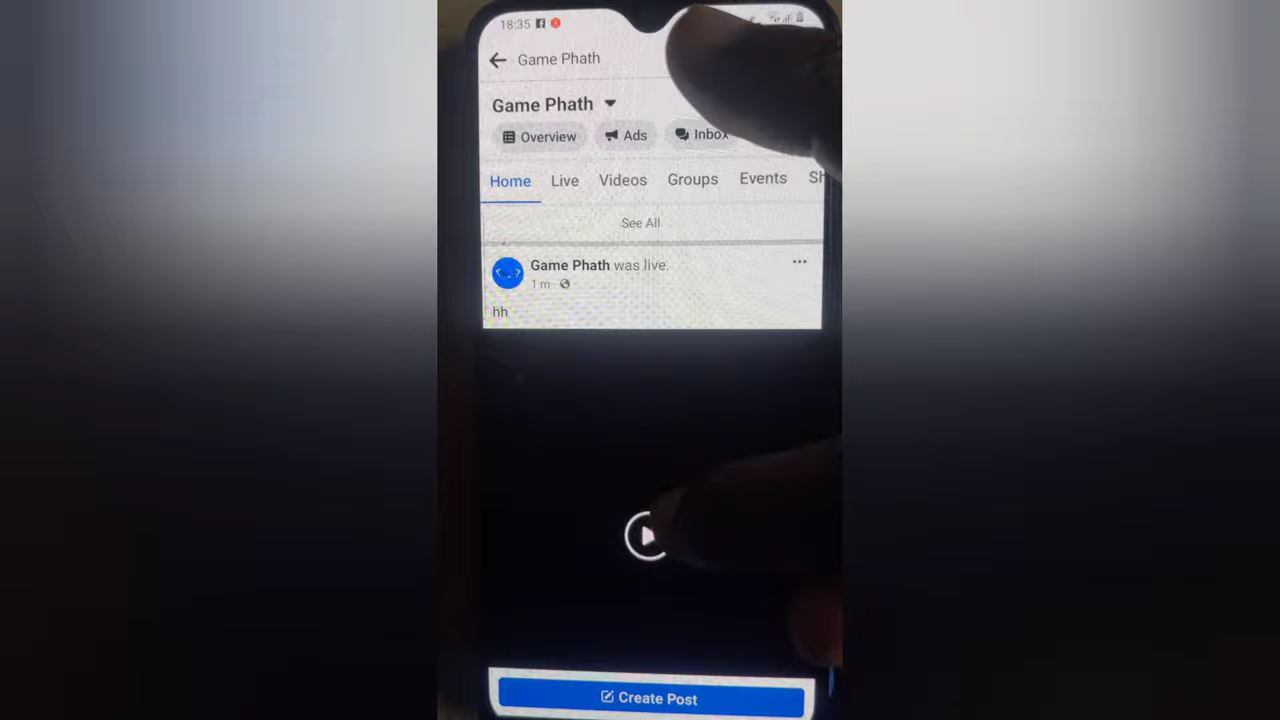 18:35
Game Phath
Game Phath
Overview Ads Inbox
Home Live Videos Groups Events Sh
See All
Game Phath was live.
1 m
hh
Create Post